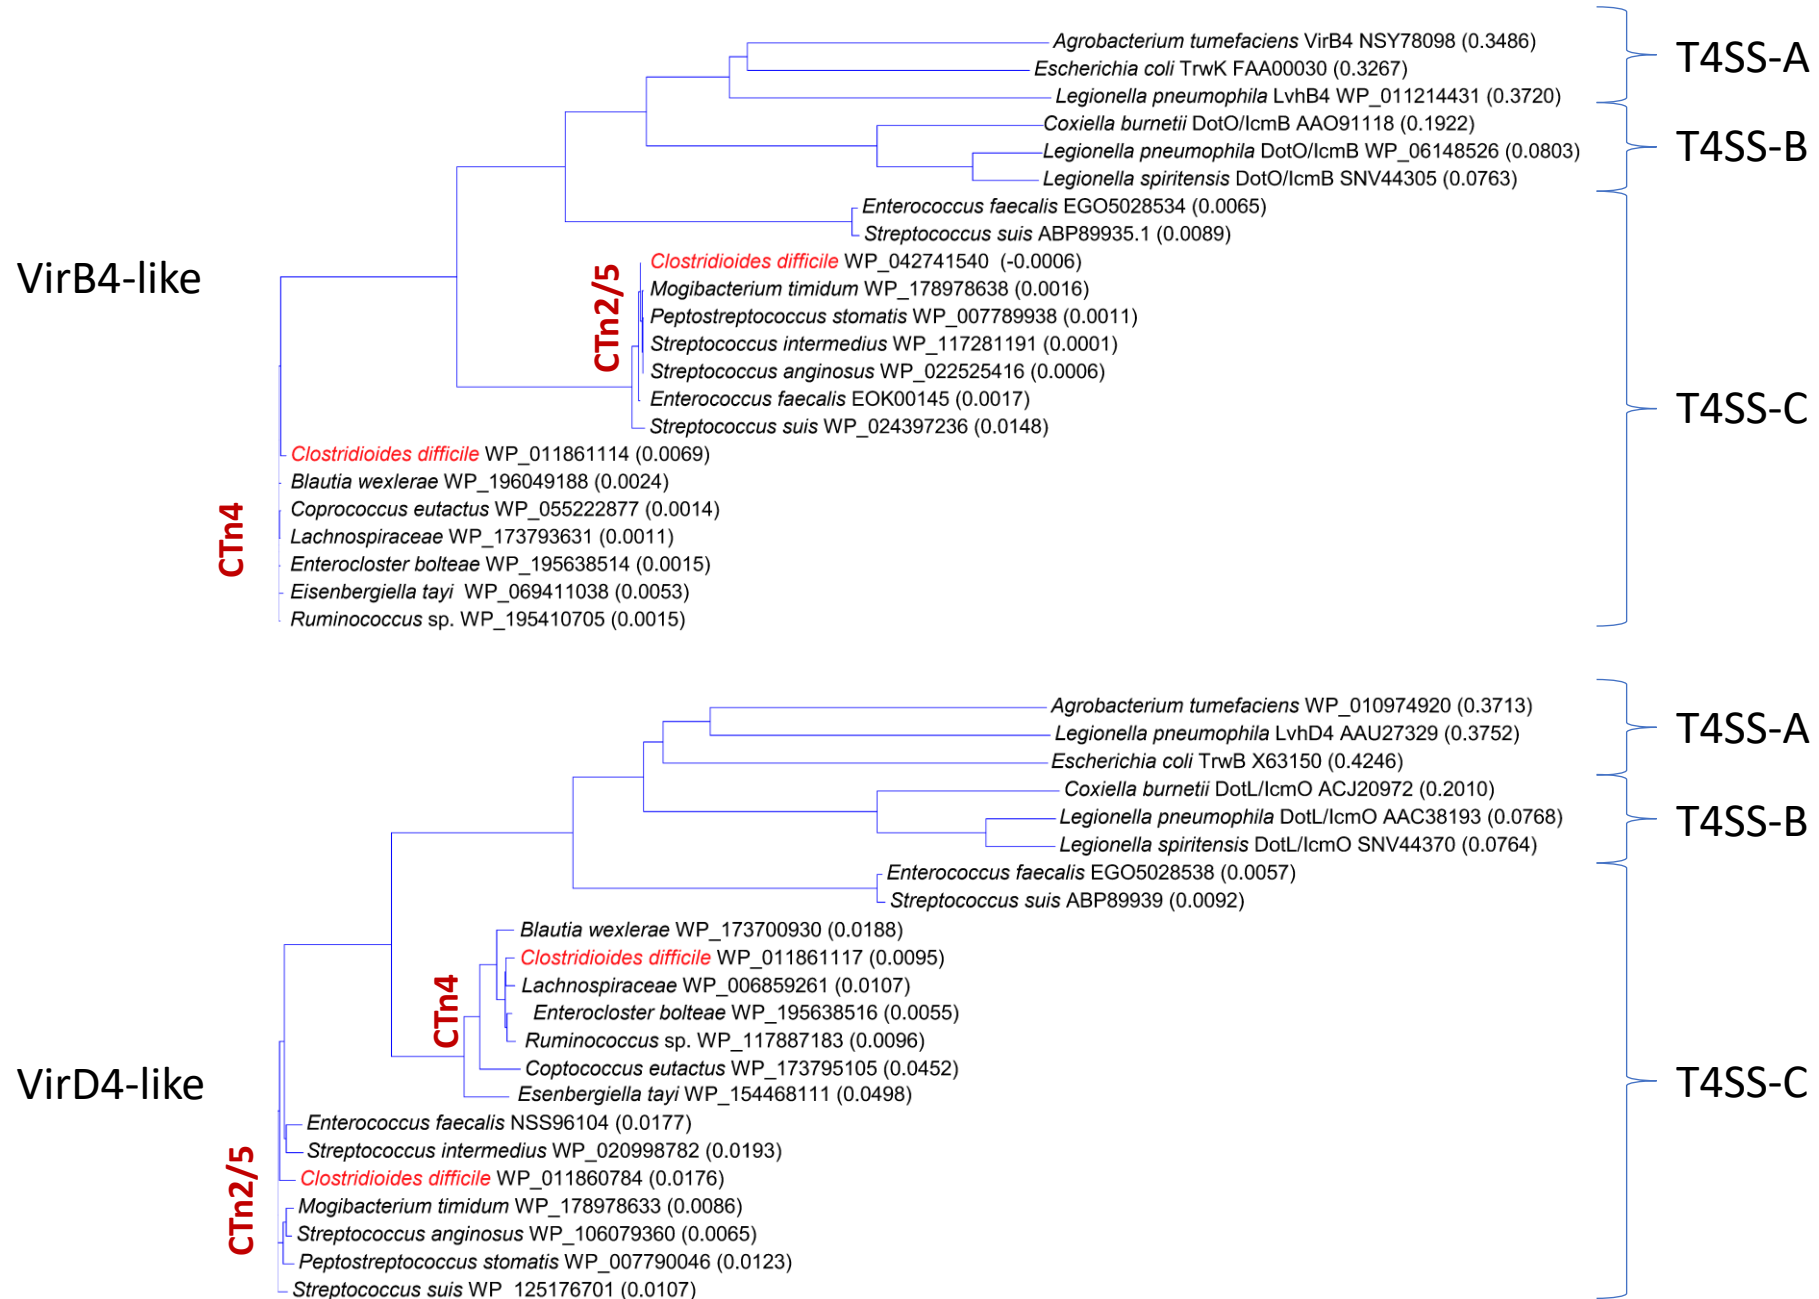 Agrobacterium tumefaciens VirB4 NSY78098 (0.3486)
Escherichia coli TrwK FAA00030 (0.3267)
Legionella pneumophila LvhB4 WP_011214431 (0.3720)
T4SS-A
Coxiella burnetii DotO/IcmB AAO91118 (0.1922)
Legionella pneumophila DotO/IcmB WP_06148526 (0.0803)
Legionella spiritensis DotO/IcmB SNV44305 (0.0763)
T4SS-B
Enterococcus faecalis EGO5028534 (0.0065)
Streptococcus suis ABP89935.1 (0.0089)
VirB4-like
CTn2/5
Clostridioides difficile WP_042741540 (-0.0006)
Mogibacterium timidum WP_178978638 (0.0016)
Peptostreptococcus stomatis WP_007789938 (0.0011)
Streptococcus intermedius WP_117281191 (0.0001)
Streptococcus anginosus WP_022525416 (0.0006)
Enterococcus faecalis EOK00145 (0.0017)
Streptococcus suis WP_024397236 (0.0148)
T4SS-C
Clostridioides difficile WP_011861114 (0.0069)
Blautia wexlerae WP_196049188 (0.0024)
Coprococcus eutactus WP_055222877 (0.0014)
Lachnospiraceae WP_173793631 (0.0011)
Enterocloster bolteae WP_195638514 (0.0015)
Eisenbergiella tayi WP_069411038 (0.0053)
Ruminococcus sp. WP_195410705 (0.0015)
CTn4
Agrobacterium tumefaciens WP_010974920 (0.3713)
Legionella pneumophila LvhD4 AAU27329 (0.3752)
Escherichia coli TrwB X63150 (0.4246)
T4SS-A
Coxiella burnetii DotL/IcmO ACJ20972 (0.2010)
Legionella pneumophila DotL/IcmO AAC38193 (0.0768)
Legionella spiritensis DotL/IcmO SNV44370 (0.0764)
T4SS-B
Enterococcus faecalis EGO5028538 (0.0057)
Streptococcus suis ABP89939 (0.0092)
Blautia wexlerae WP_173700930 (0.0188)
Clostridioides difficile WP_011861117 (0.0095)
Lachnospiraceae WP_006859261 (0.0107)
Enterocloster bolteae WP_195638516 (0.0055)
Ruminococcus sp. WP_117887183 (0.0096)
Coptococcus eutactus WP_173795105 (0.0452)
Esenbergiella tayi WP_154468111 (0.0498)
CTn4
VirD4-like
T4SS-C
Enterococcus faecalis NSS96104 (0.0177)
Streptococcus intermedius WP_020998782 (0.0193)
Clostridioides difficile WP_011860784 (0.0176)
Mogibacterium timidum WP_178978633 (0.0086)
Streptococcus anginosus WP_106079360 (0.0065)
Peptostreptococcus stomatis WP_007790046 (0.0123)
Streptococcus suis WP_125176701 (0.0107)
CTn2/5